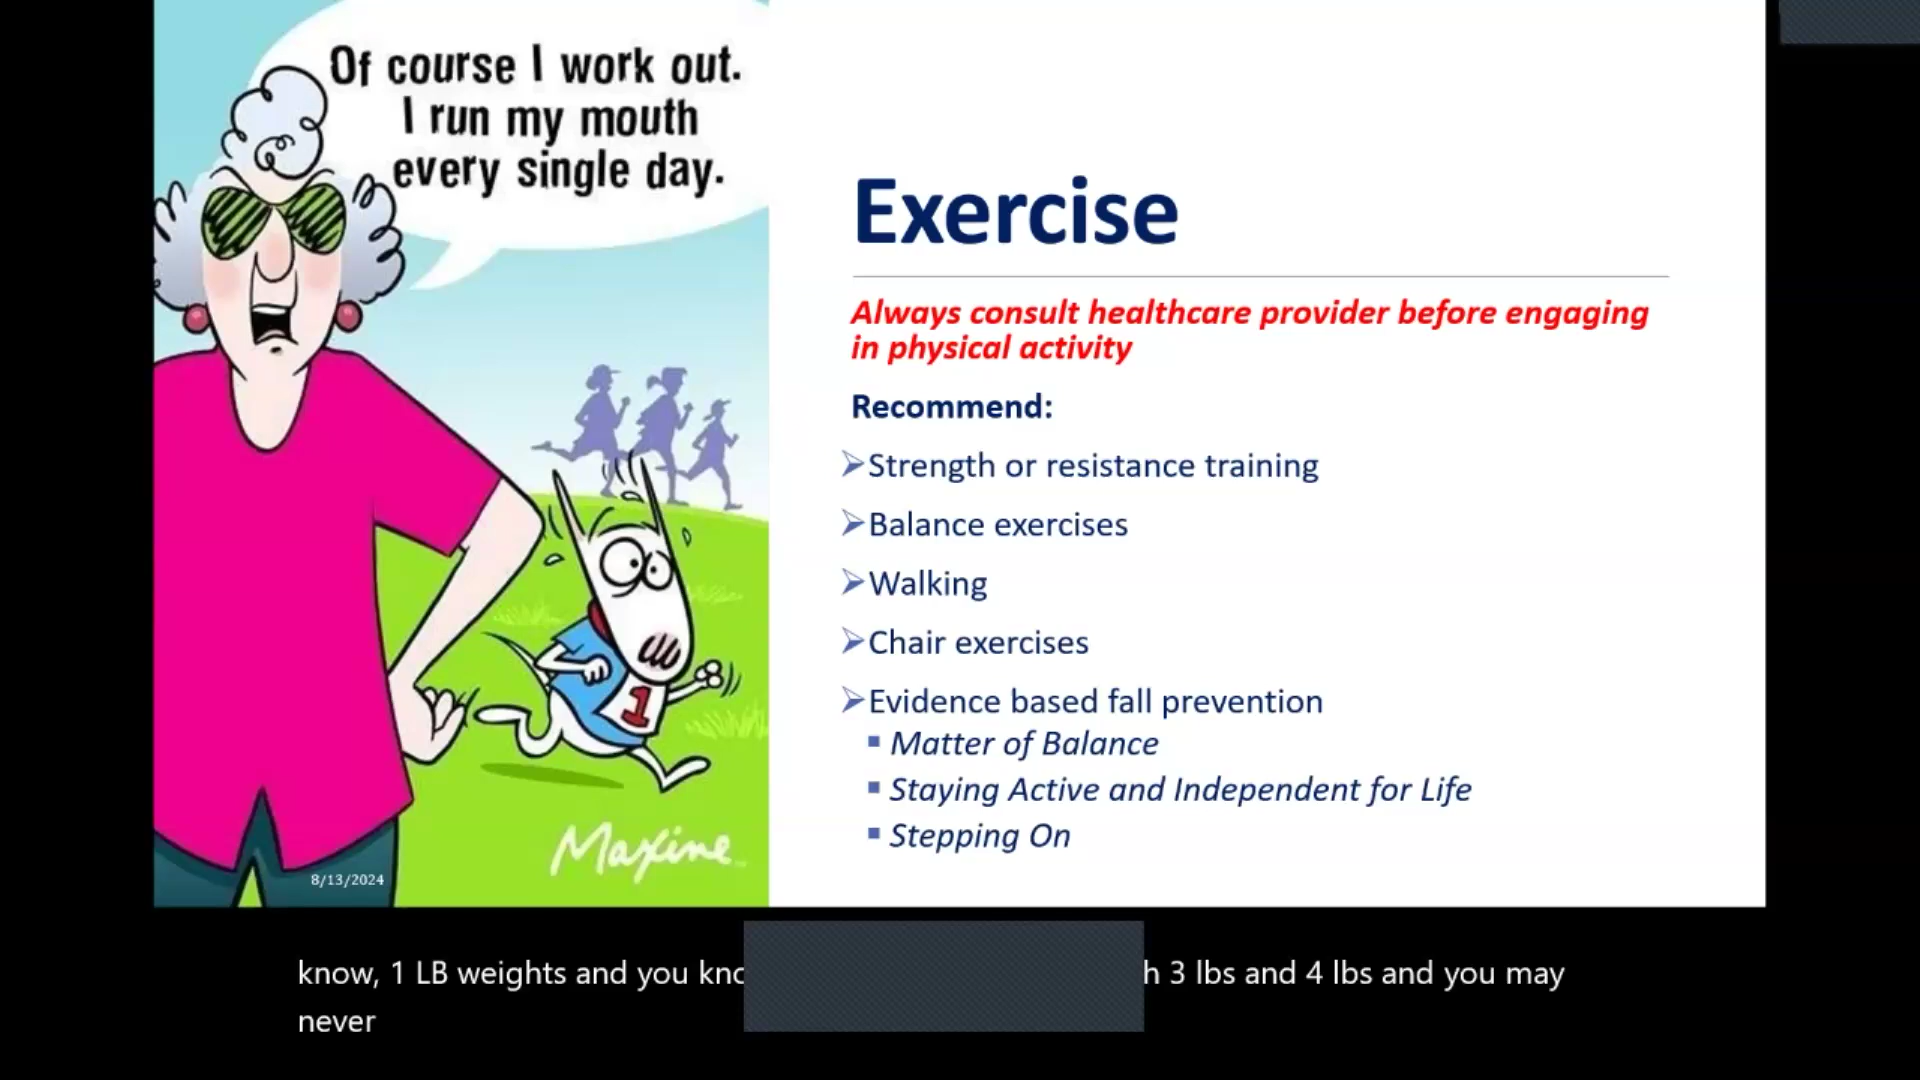 Of course I work out.
I run my mouth
every single day.
Exercise
Always consult healthcare provider before engaging
in physical activity
Recommend:
Strength or resistance training
Balance exercises
Walking
Chair exercises
Evidence based fall prevention
Matter of Balance
Staying Active and Independent for Life
Stepping On
1
Maxine
8/13/2024
know, 1 LB weights and you 3 lbs and 4 lbs and you may
never